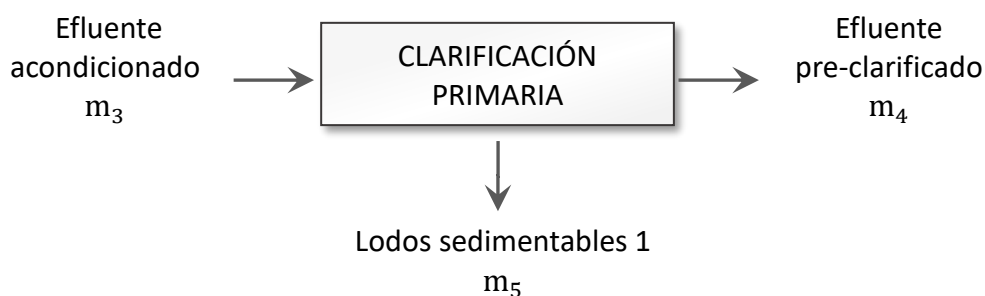 Efluente
acondicionado
m₃
CLARIFICACIÓN
PRIMARIA
Efluente
pre-clarificado
m₄
Lodos sedimentables 1
m₅